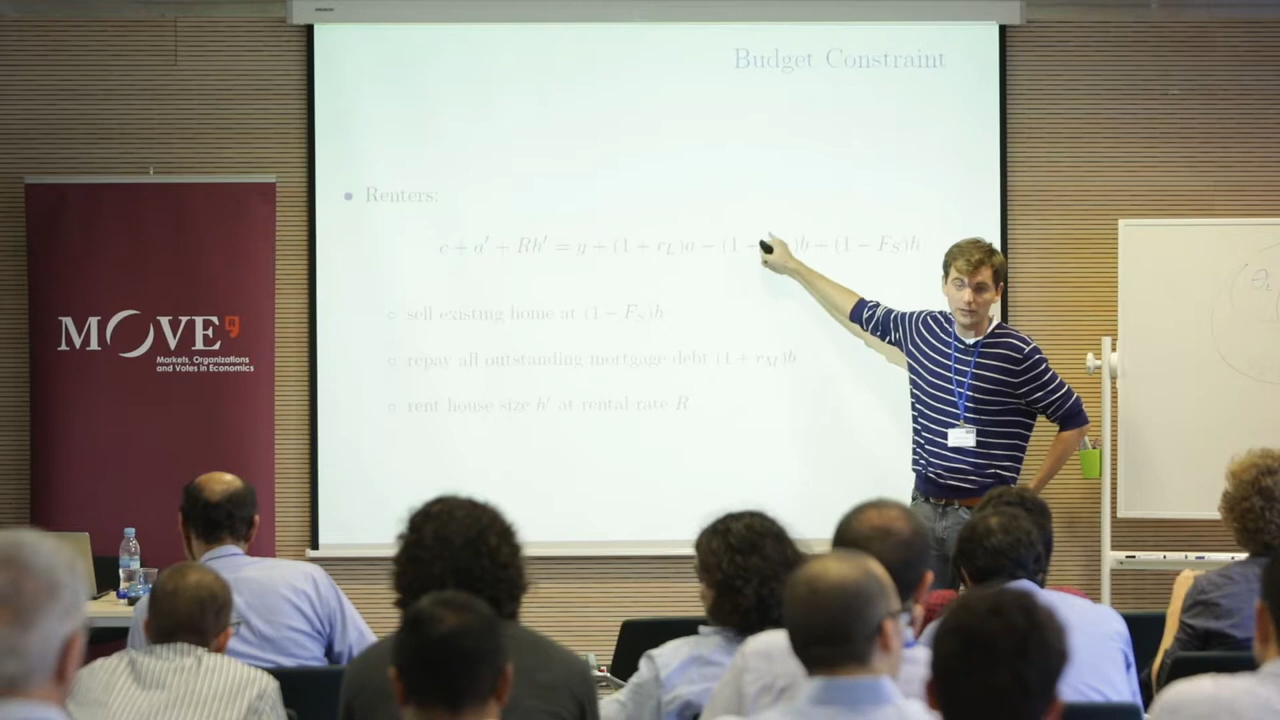 Budget Constraint
• Renters:
c + a′ + Rh′ = y + (1 + r_L)a − (1 + )b + (1 − F_S)h
○ sell existing home at (1 − F_S)h
○ repay all outstanding mortgage debt (1 + r_M)b
○ rent house size h′ at rental rate R
MOVE
Markets, Organizations
and Votes in Economics